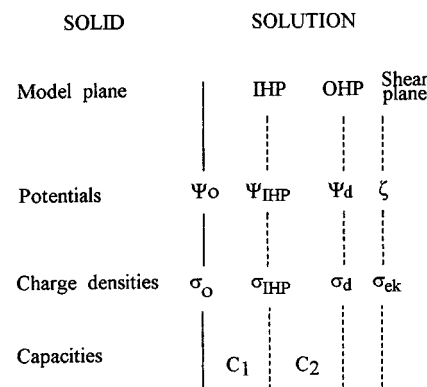 SOLID SOLUTION
Model plane IHP OHP Shear plane
Potentials Ψo ΨIHP Ψd ζ
Charge densities σo σIHP σd σek
Capacities C1 C2